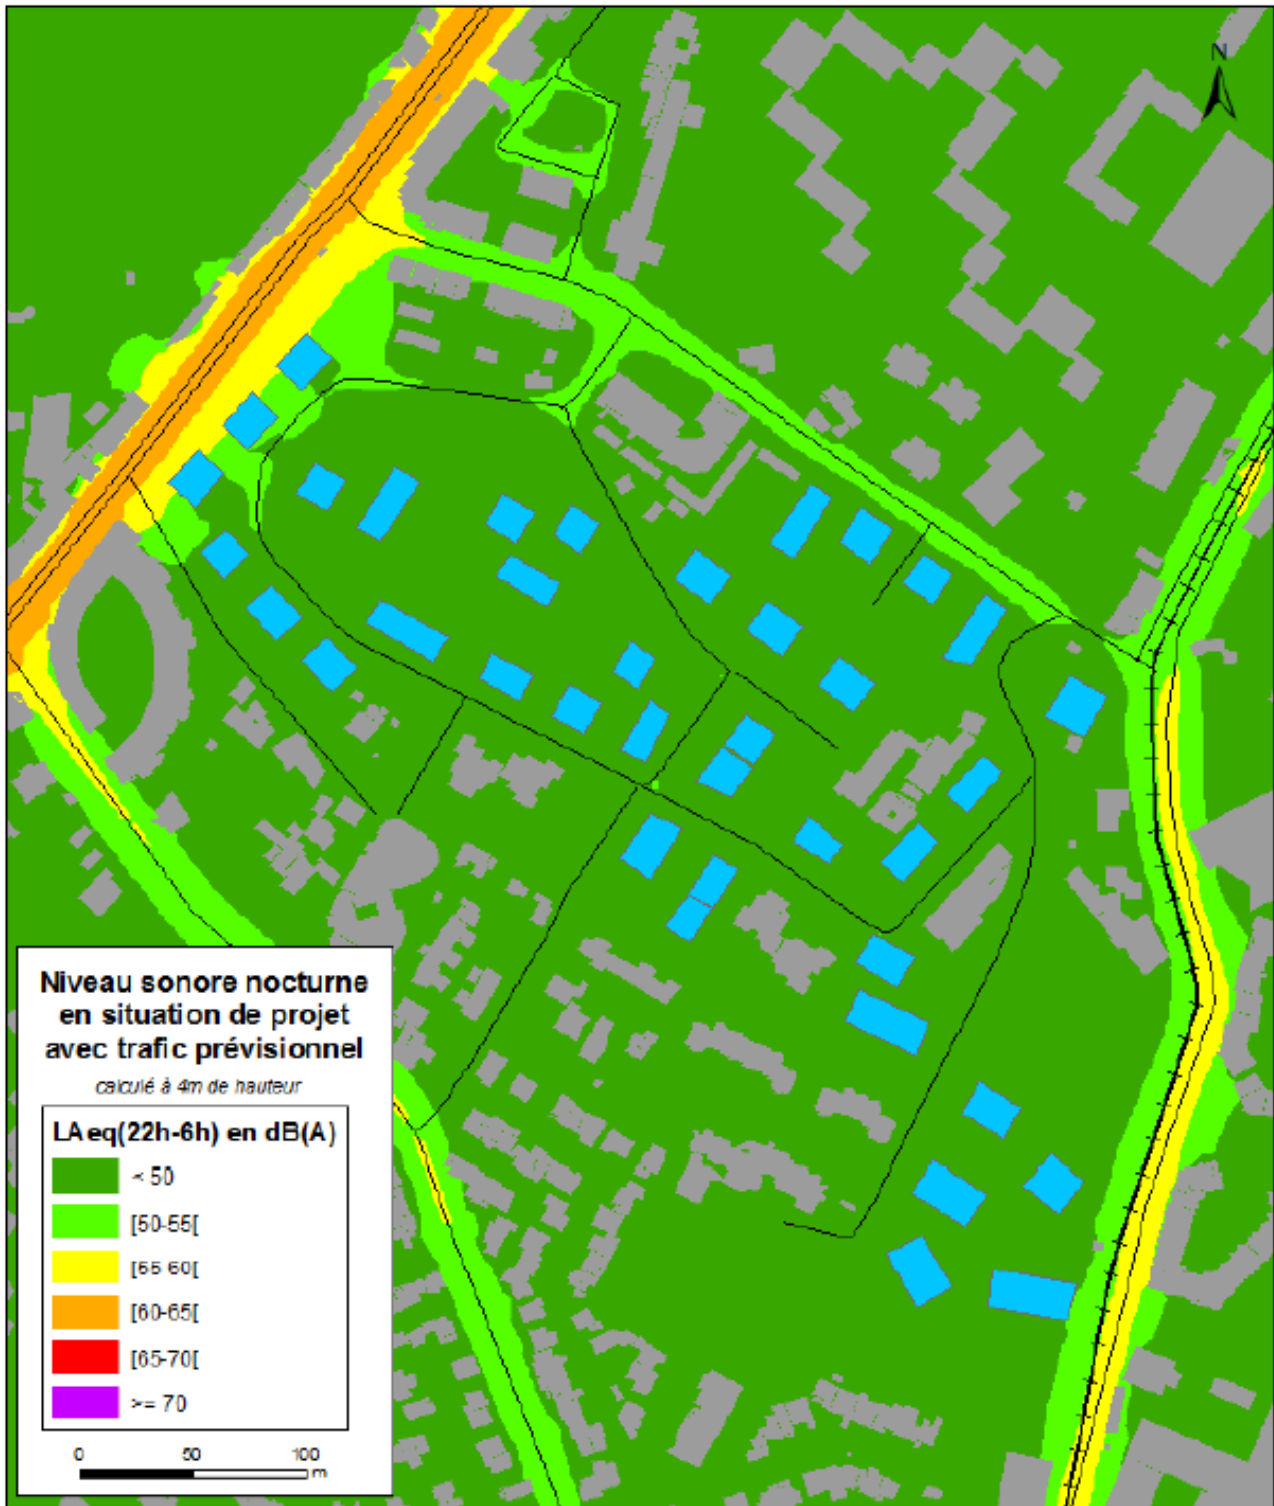 N
Niveau sonore nocturne
en situation de projet
avec trafic prévisionnel
calculé à 4m de hauteur
LAeq(22h-6h) en dB(A)
< 50
[50-55[
[55-60[
[60-65[
[65-70[
>= 70
0 50 100
m